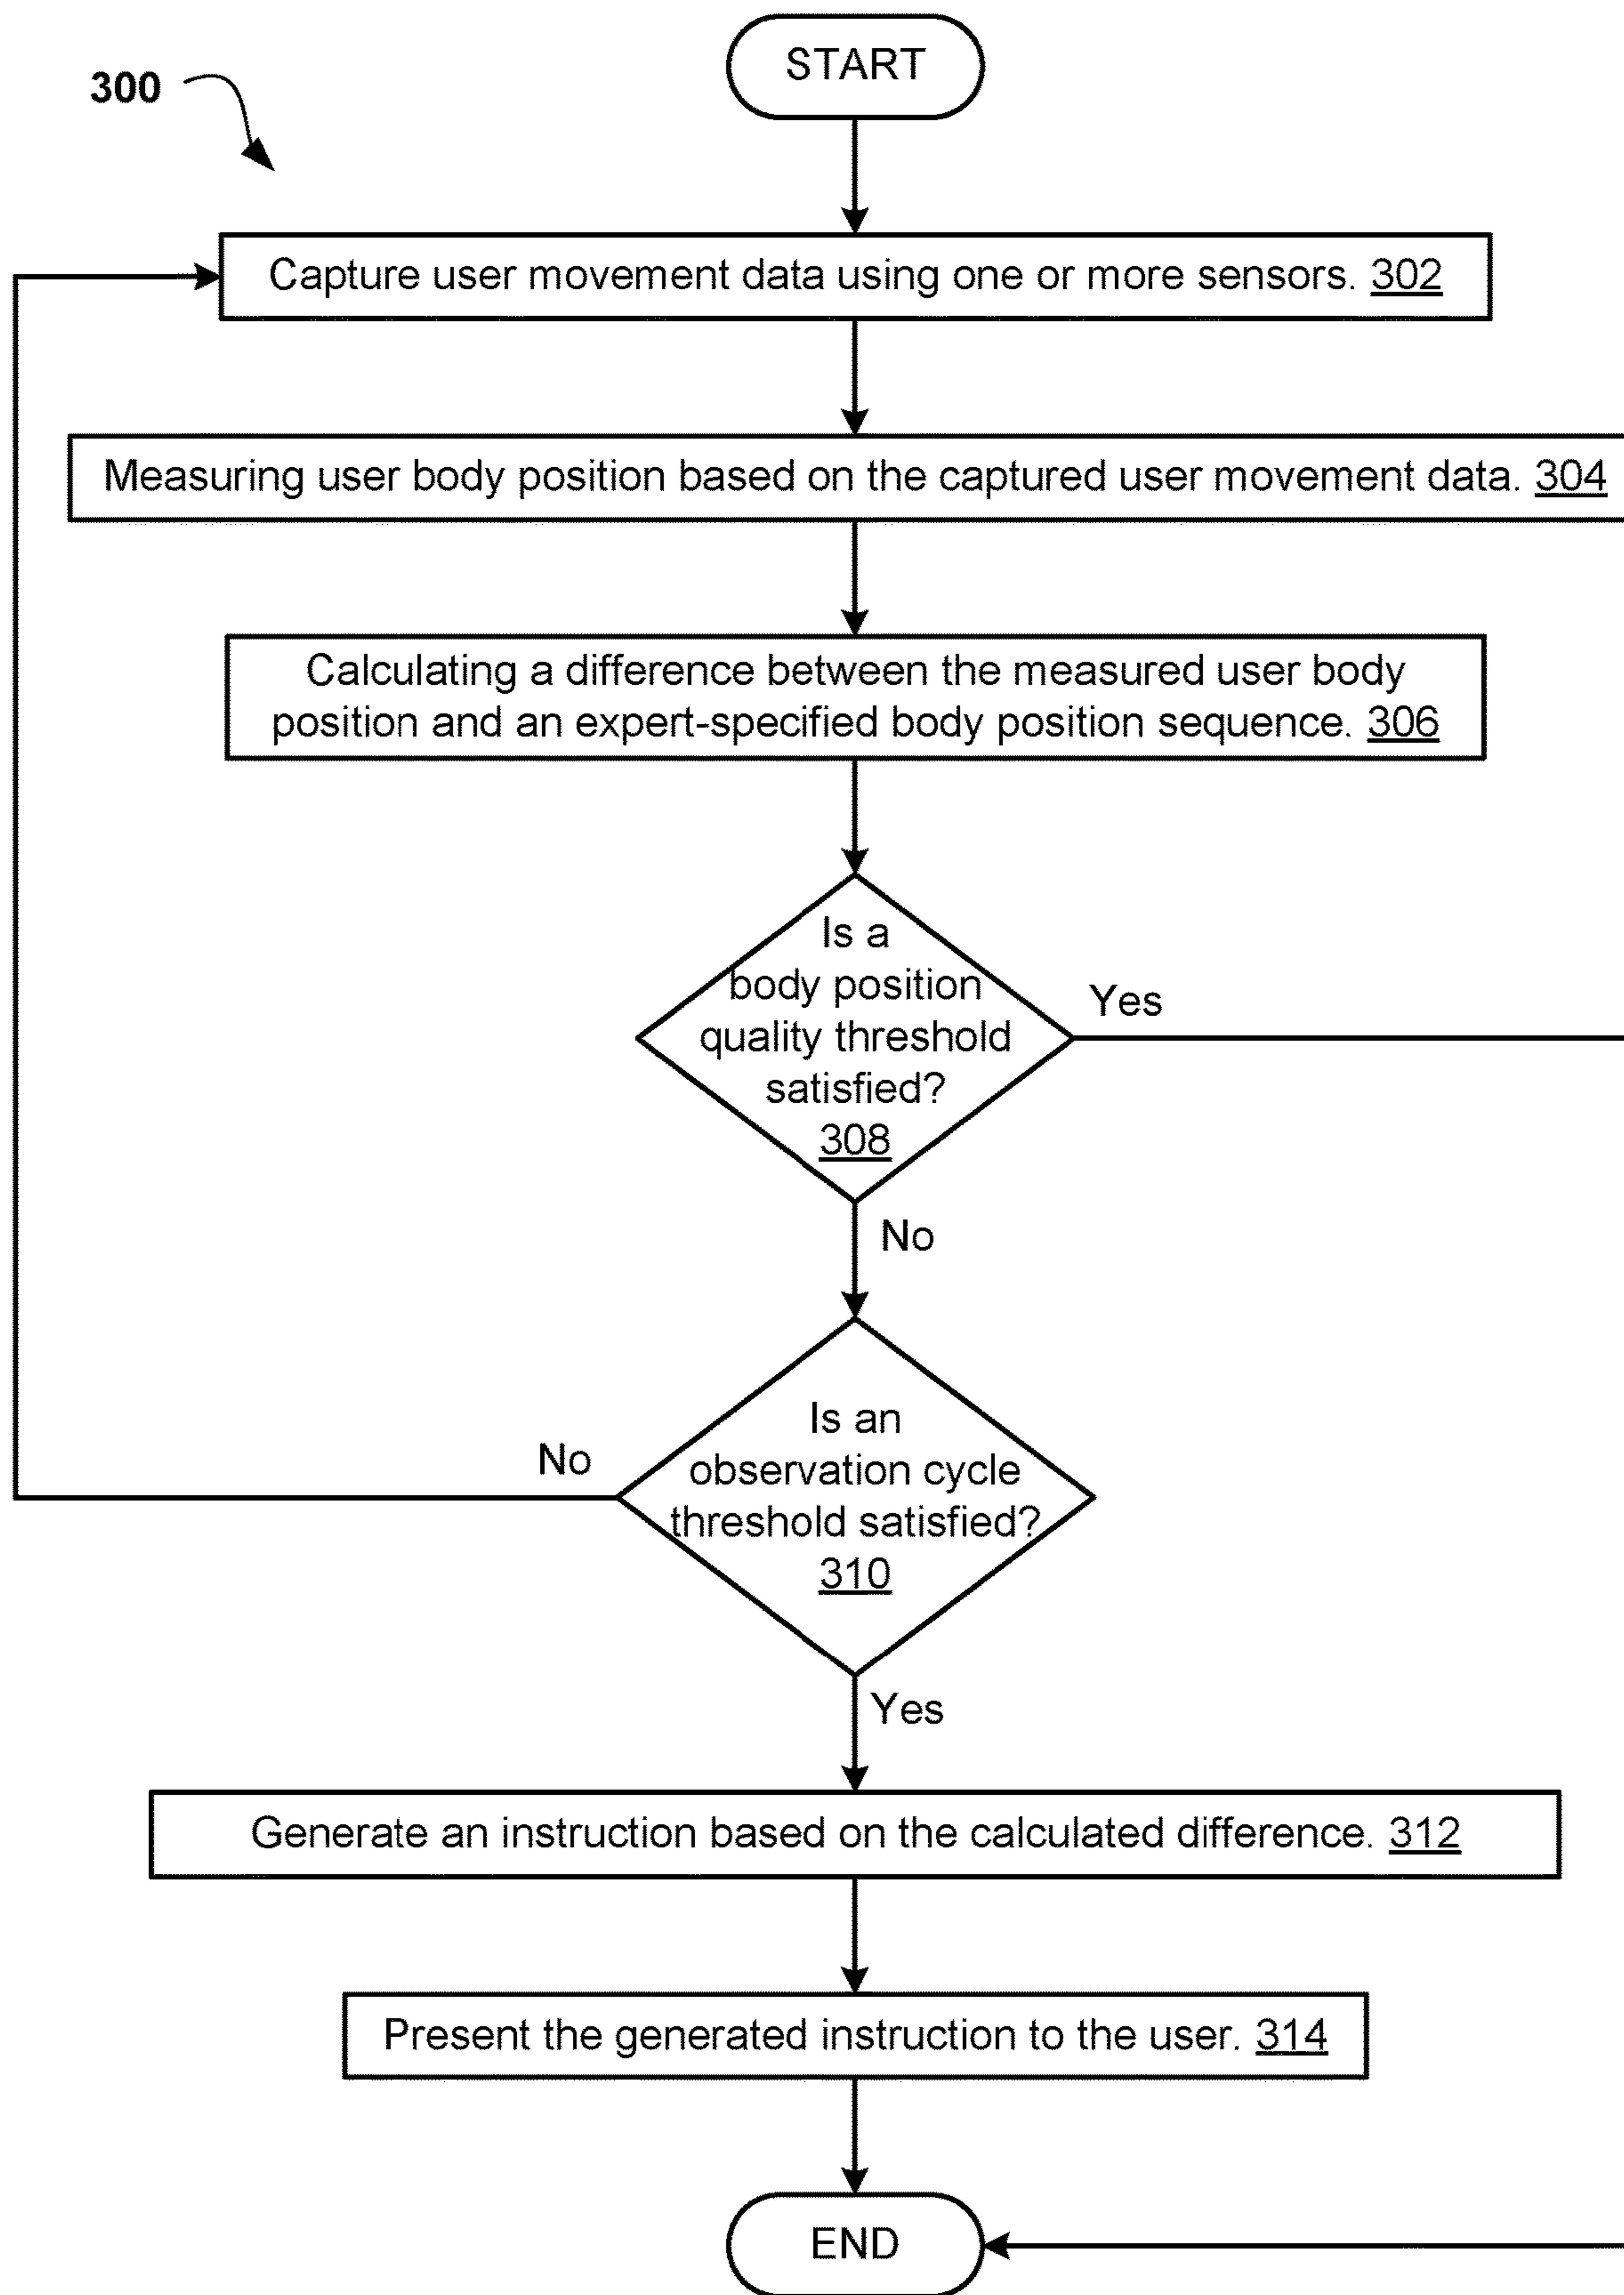 START
300
Capture user movement data using one or more sensors. 302
Measuring user body position based on the captured user movement data. 304
Calculating a difference between the measured user body
position and an expert-specified body position sequence. 306
Is a
body position
quality threshold
satisfied?
308
Yes
No
Is an
observation cycle
threshold satisfied?
310
No
Yes
Generate an instruction based on the calculated difference. 312
Present the generated instruction to the user. 314
END